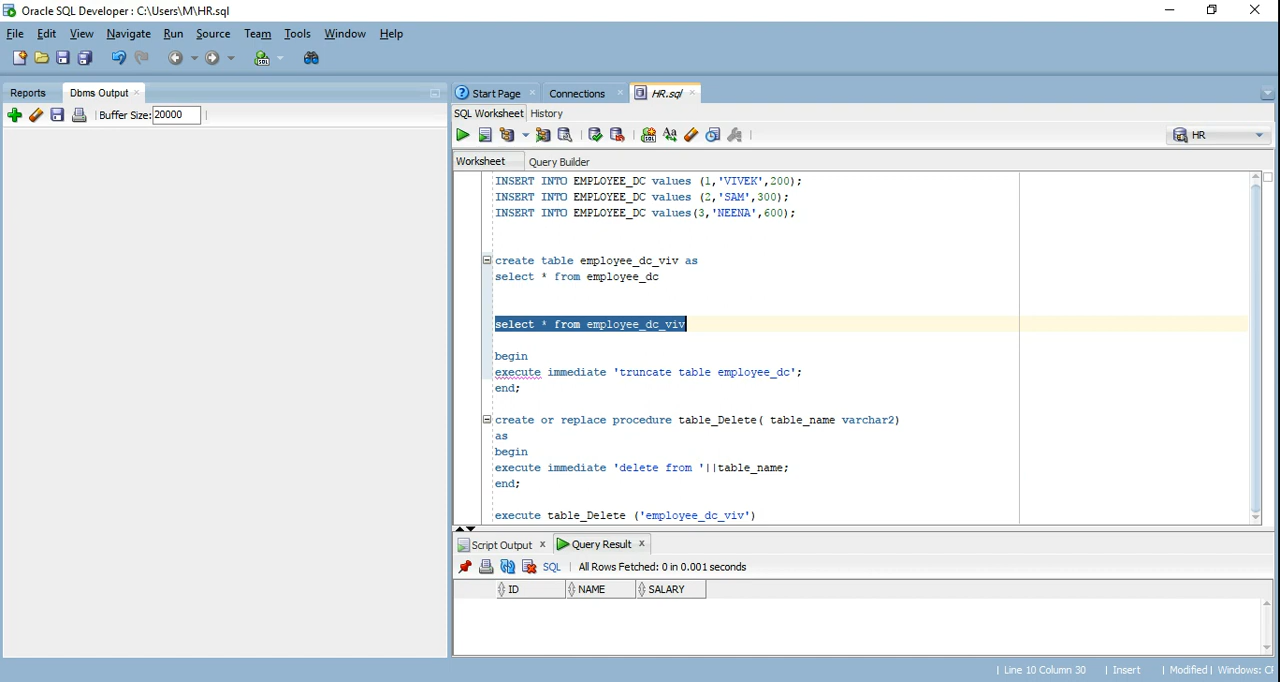 Oracle SQL Developer : C:\Users\M\HR.sql
File Edit View Navigate Run Source Team Tools Window Help
Reports Dbms Output
Buffer Size: 20000
Start Page Connections HR.sql
SQL Worksheet History
HR
Worksheet Query Builder
INSERT INTO EMPLOYEE_DC values (1,'VIVEK',200);
INSERT INTO EMPLOYEE_DC values (2,'SAM',300);
INSERT INTO EMPLOYEE_DC values(3,'NEENA',600);
create table employee_dc_viv as
select * from employee_dc
select * from employee_dc_viv
begin
execute immediate 'truncate table employee_dc';
end;
create or replace procedure table_Delete( table_name varchar2)
as
begin
execute immediate 'delete from '||table_name;
end;
execute table_Delete ('employee_dc_viv')
Script Output Query Result
SQL | All Rows Fetched: 0 in 0.001 seconds
ID NAME SALARY
| Line 10 Column 30 | Insert | Modified | Windows: CF